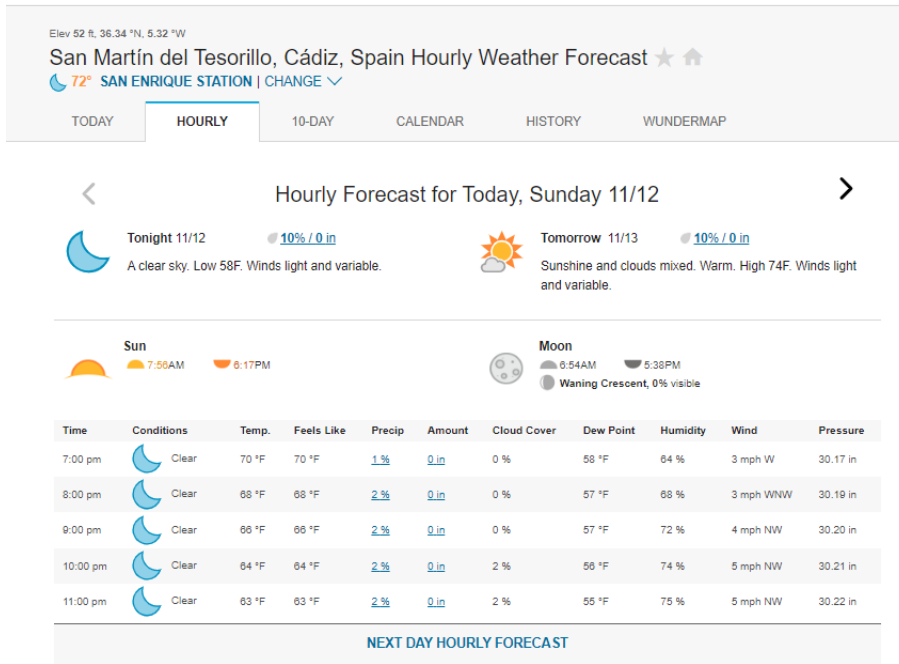 Elev 52 ft, 36.34 °N, 5.32 °W
San Martín del Tesorillo, Cádiz, Spain Hourly Weather Forecast
72° SAN ENRIQUE STATION | CHANGE
TODAY HOURLY 10-DAY CALENDAR HISTORY WUNDERMAP
Hourly Forecast for Today, Sunday 11/12
Tonight 11/12 10% / 0 in
A clear sky. Low 58F. Winds light and variable.
Tomorrow 11/13 10% / 0 in
Sunshine and clouds mixed. Warm. High 74F. Winds light
and variable.
Sun
7:56AM 6:17PM
Moon
6:54AM 5:38PM
Waning Crescent, 0% visible
Time Conditions Temp. Feels Like Precip Amount Cloud Cover Dew Point Humidity Wind Pressure
7:00 pm Clear 70 °F 70 °F 1 % 0 in 0 % 58 °F 64 % 3 mph W 30.17 in
8:00 pm Clear 68 °F 68 °F 2 % 0 in 0 % 57 °F 68 % 3 mph WNW 30.19 in
9:00 pm Clear 66 °F 66 °F 2 % 0 in 0 % 57 °F 72 % 4 mph NW 30.20 in
10:00 pm Clear 64 °F 64 °F 2 % 0 in 2 % 56 °F 74 % 5 mph NW 30.21 in
11:00 pm Clear 63 °F 63 °F 2 % 0 in 2 % 55 °F 75 % 5 mph NW 30.22 in
NEXT DAY HOURLY FORECAST